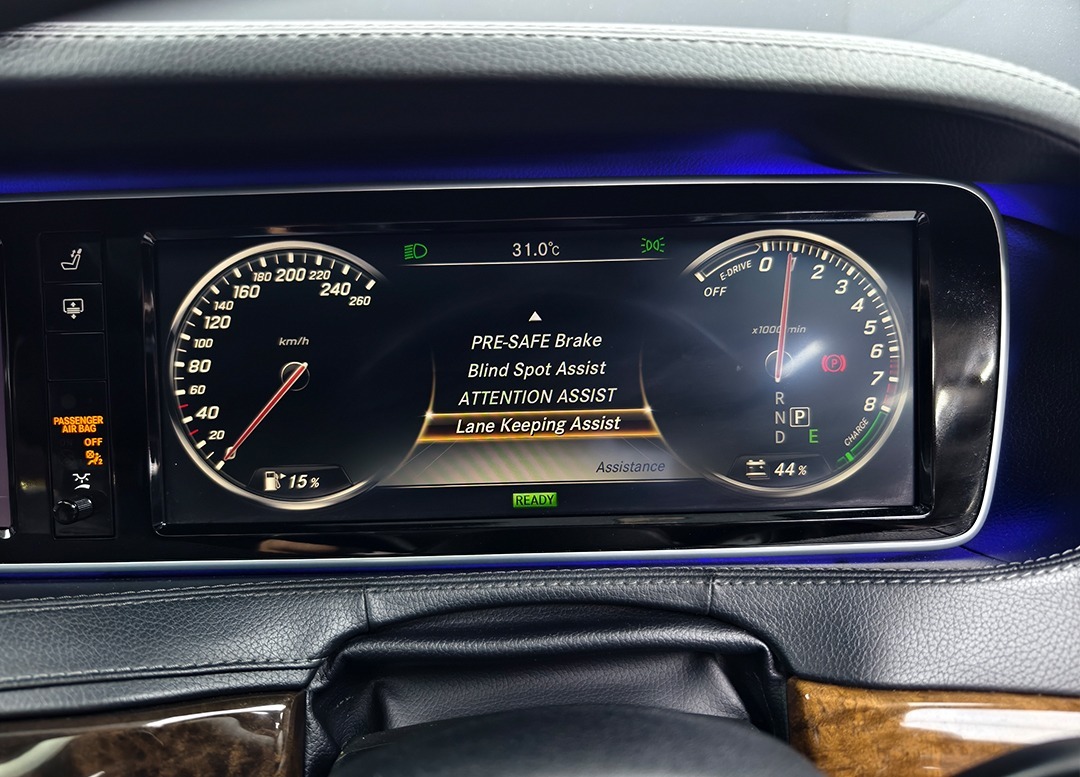 31.0°C
180 200 220
160 240
140 260
120
100
80
60
40
20
km/h
15%
PRE-SAFE Brake
Blind Spot Assist
ATTENTION ASSIST
Lane Keeping Assist
Assistance
READY
E-DRIVE
OFF
0
2
3
4
5
6
7
8
x1000/min
CHARGE
P
R
N P
D E
44%
PASSENGER
AIR BAG
OFF
2